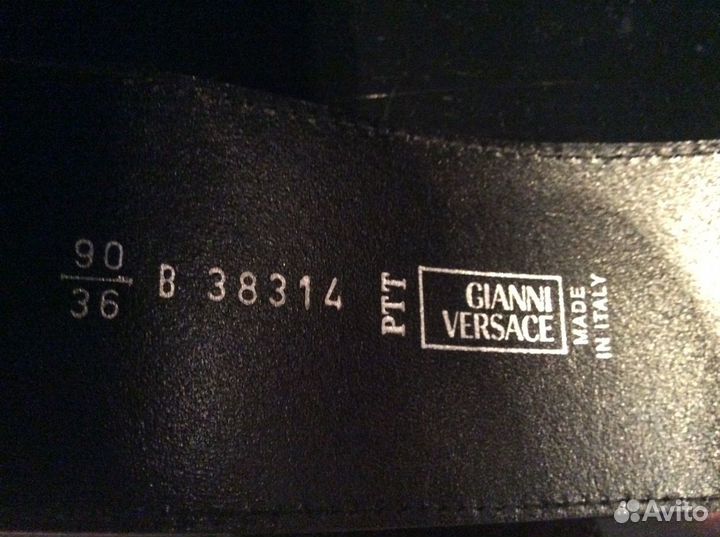 90
36
B 38314
PTT
GIANNI
VERSACE
MADE
IN ITALY
Avito